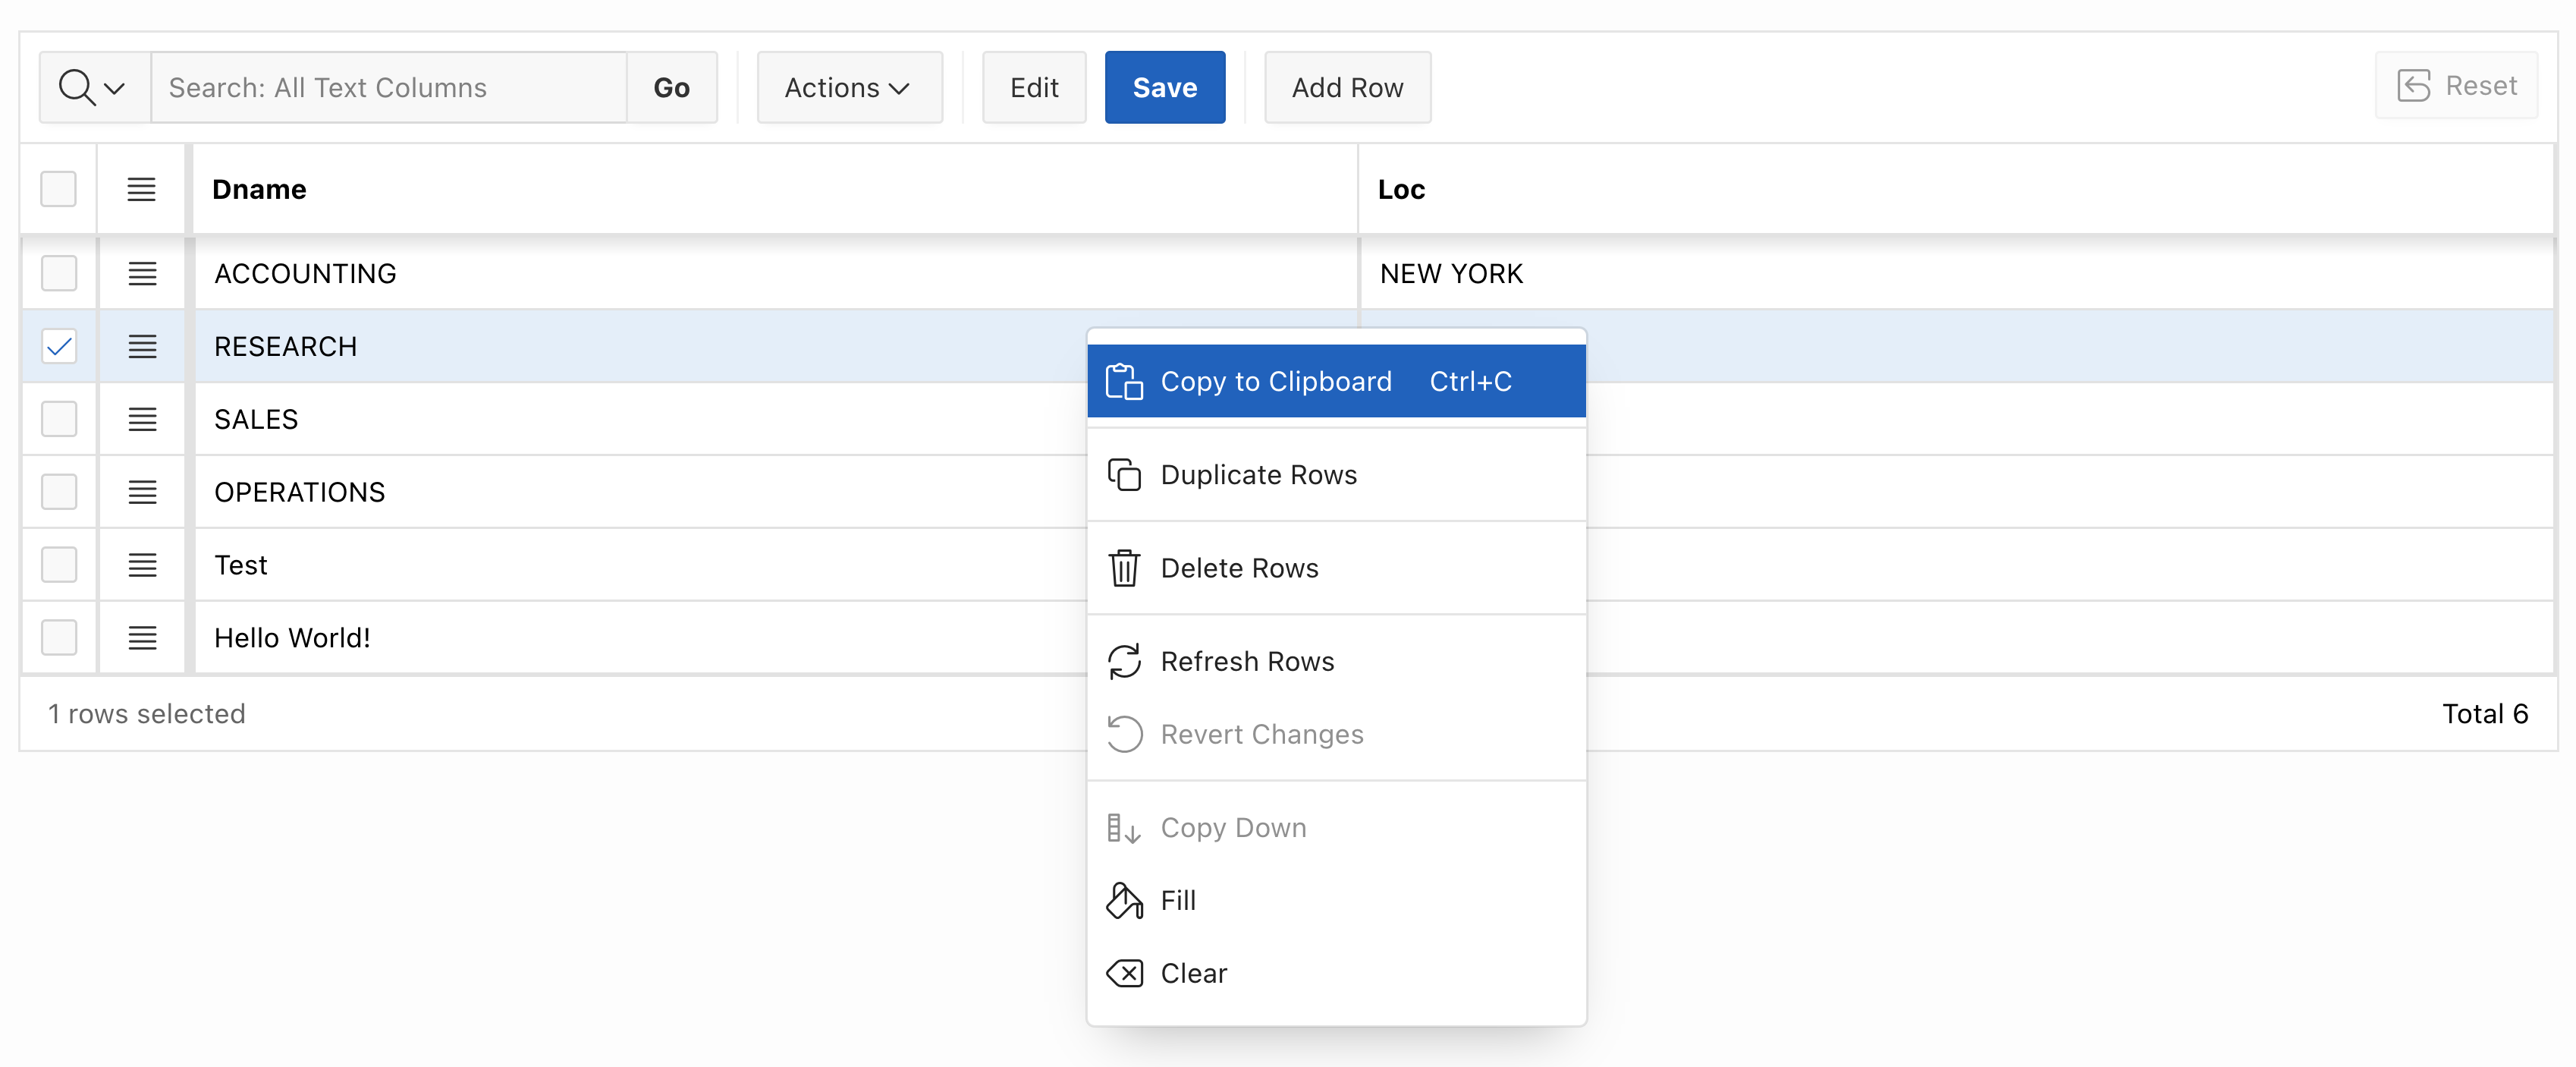 Search: All Text Columns Go Actions Edit Save Add Row Reset
Dname Loc
ACCOUNTING NEW YORK
RESEARCH
Copy to Clipboard Ctrl+C
SALES
Duplicate Rows
OPERATIONS
Test
Delete Rows
Hello World!
Refresh Rows
1 rows selected Total 6
Revert Changes
Copy Down
Fill
Clear